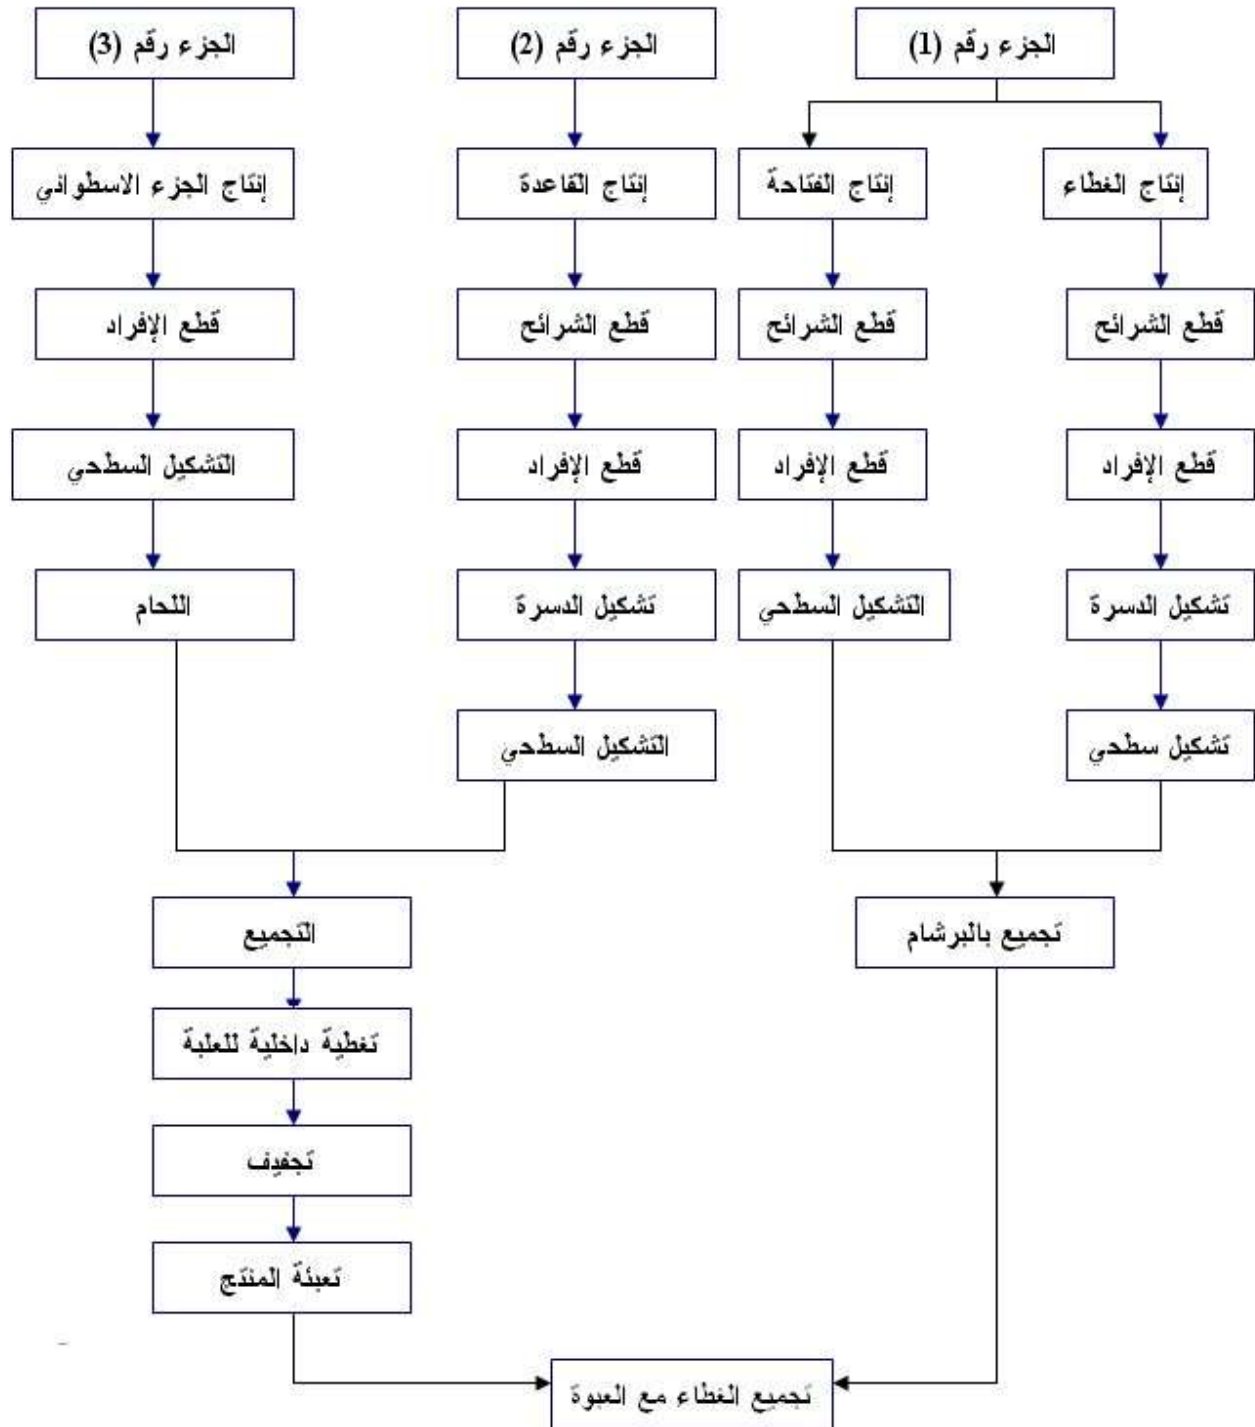 الجزء رقم (1)
الجزء رقم (2)
الجزء رقم (3)
إنتاج الغطاء
إنتاج الفتاحة
إنتاج القاعدة
إنتاج الجزء الاسطواني
قطع الشرائح
قطع الشرائح
قطع الشرائح
قطع الإفراد
قطع الإفراد
قطع الإفراد
قطع الإفراد
التشكيل السطحي
تشكيل الدسرة
التشكيل السطحي
تشكيل الدسرة
اللحام
تشكيل سطحي
التشكيل السطحي
تجميع بالبرشام
التجميع
تغطية داخلية للعلبة
تجفيف
تعبئة المنتج
تجميع الغطاء مع العبوة